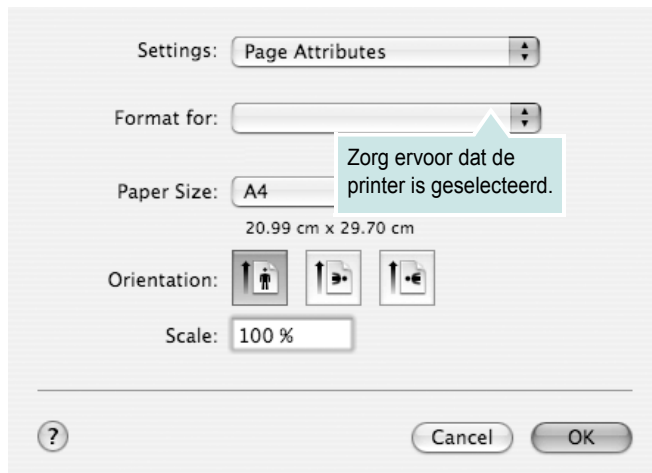 Settings: Page Attributes
Format for:
Zorg ervoor dat de
printer is geselecteerd.
Paper Size: A4
20.99 cm x 29.70 cm
Orientation:
Scale: 100 %
? Cancel OK